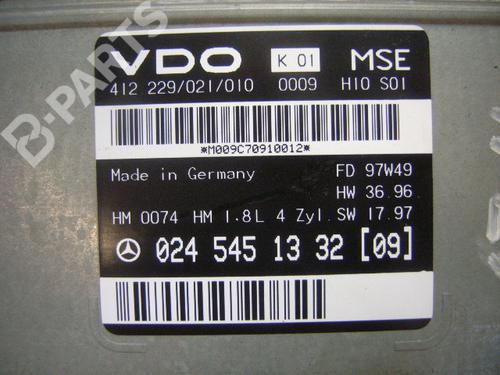 VDO K 01 MSE
412 229/021/010 0009 H10 S01
*M009C70910012*
Made in Germany FD 97W49
HW 36.96
HM 0074 HM 1.8L 4 Zyl. SW 17.97
024 545 13 32 [09]
B-PARTS